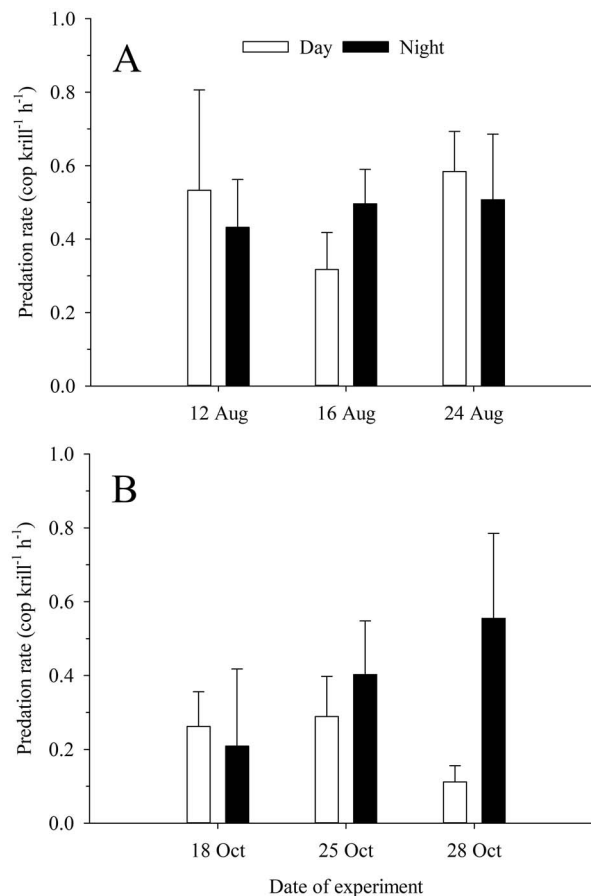 1.0
A
Day
Night
0.8
0.6
0.4
0.2
0.0
Predation rate (cop krill⁻¹ h⁻¹)
12 Aug
16 Aug
24 Aug
1.0
B
0.8
0.6
0.4
0.2
0.0
Predation rate (cop krill⁻¹ h⁻¹)
18 Oct
25 Oct
28 Oct
Date of experiment